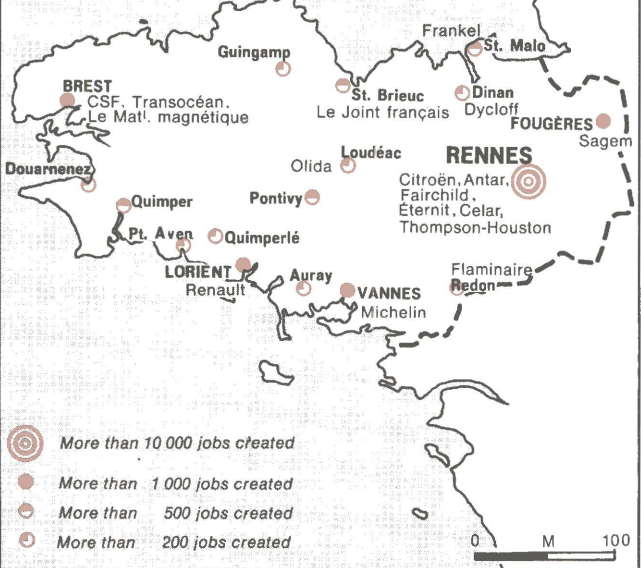 Frankel
St. Malo
Guingamp
BREST
CSF. Transocéan.
Le Matl. magnétique
St. Brieuc
Le Joint français
Dinan
Dycloff
FOUGÈRES
Sagem
Douarnenez
Loudéac
Olida
RENNES
Citroën, Antar,
Fairchild,
Éternit, Celar,
Thompson-Houston
Quimper
Pontivy
Pt. Aven
Quimperlé
LORIENT
Renault
Auray
VANNES
Michelin
Flaminaire
Redon
More than 10 000 jobs created
More than 1 000 jobs created
More than 500 jobs created
More than 200 jobs created
0 M 100